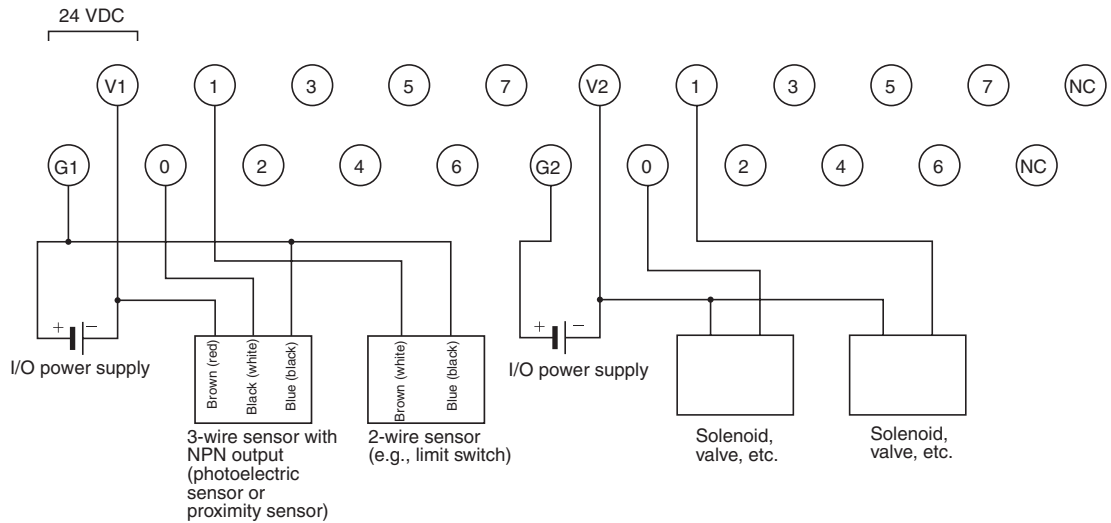 24 VDC
V1 1 3 5 7 V2 1 3 5 7 NC
G1 0 2 4 6 G2 0 2 4 6 NC
+ −
I/O power supply
Brown (red)
Black (white)
Blue (black)
3-wire sensor with
NPN output
(photoelectric
sensor or
proximity sensor)
Brown (white)
Blue (black)
2-wire sensor
(e.g., limit switch)
+ −
I/O power supply
Solenoid,
valve, etc.
Solenoid,
valve, etc.